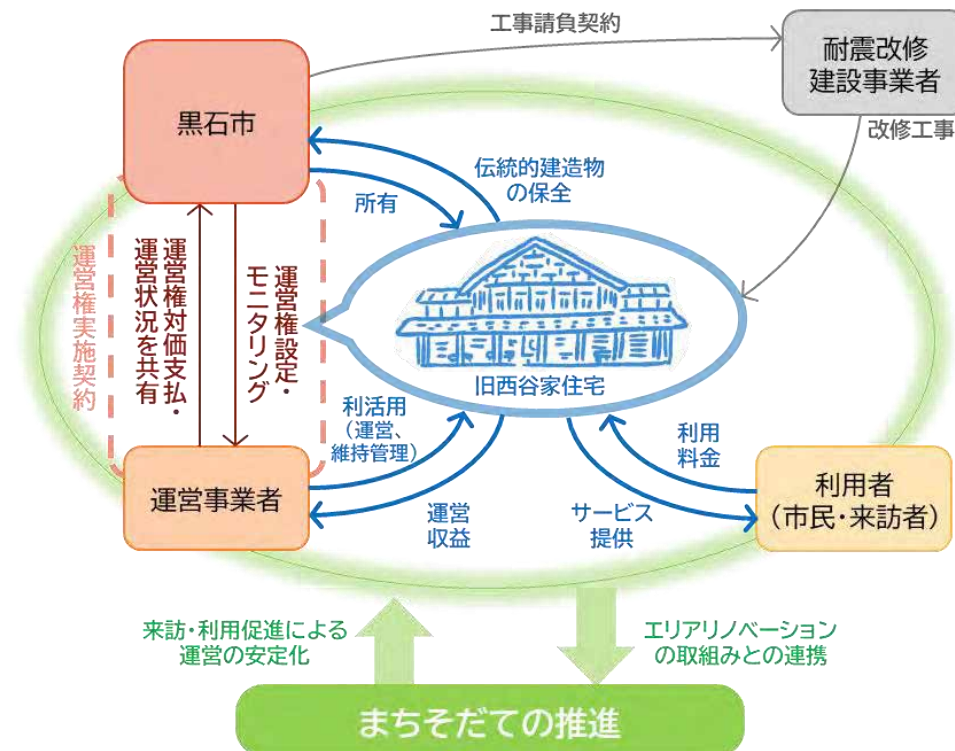 工事請負契約
耐震改修
建設事業者
黒石市
改修工事
伝統的建造物
の保全
所有
運営権実施契約
運営権対価支払・
運営状況を共有
運営権設定・
モニタリング
旧西谷家住宅
利活用
（運営、
維持管理）
利用
料金
運営事業者
利用者
（市民・来訪者）
運営
収益
サービス
提供
来訪・利用促進による
運営の安定化
エリアリノベーション
の取組みとの連携
まちそだての推進